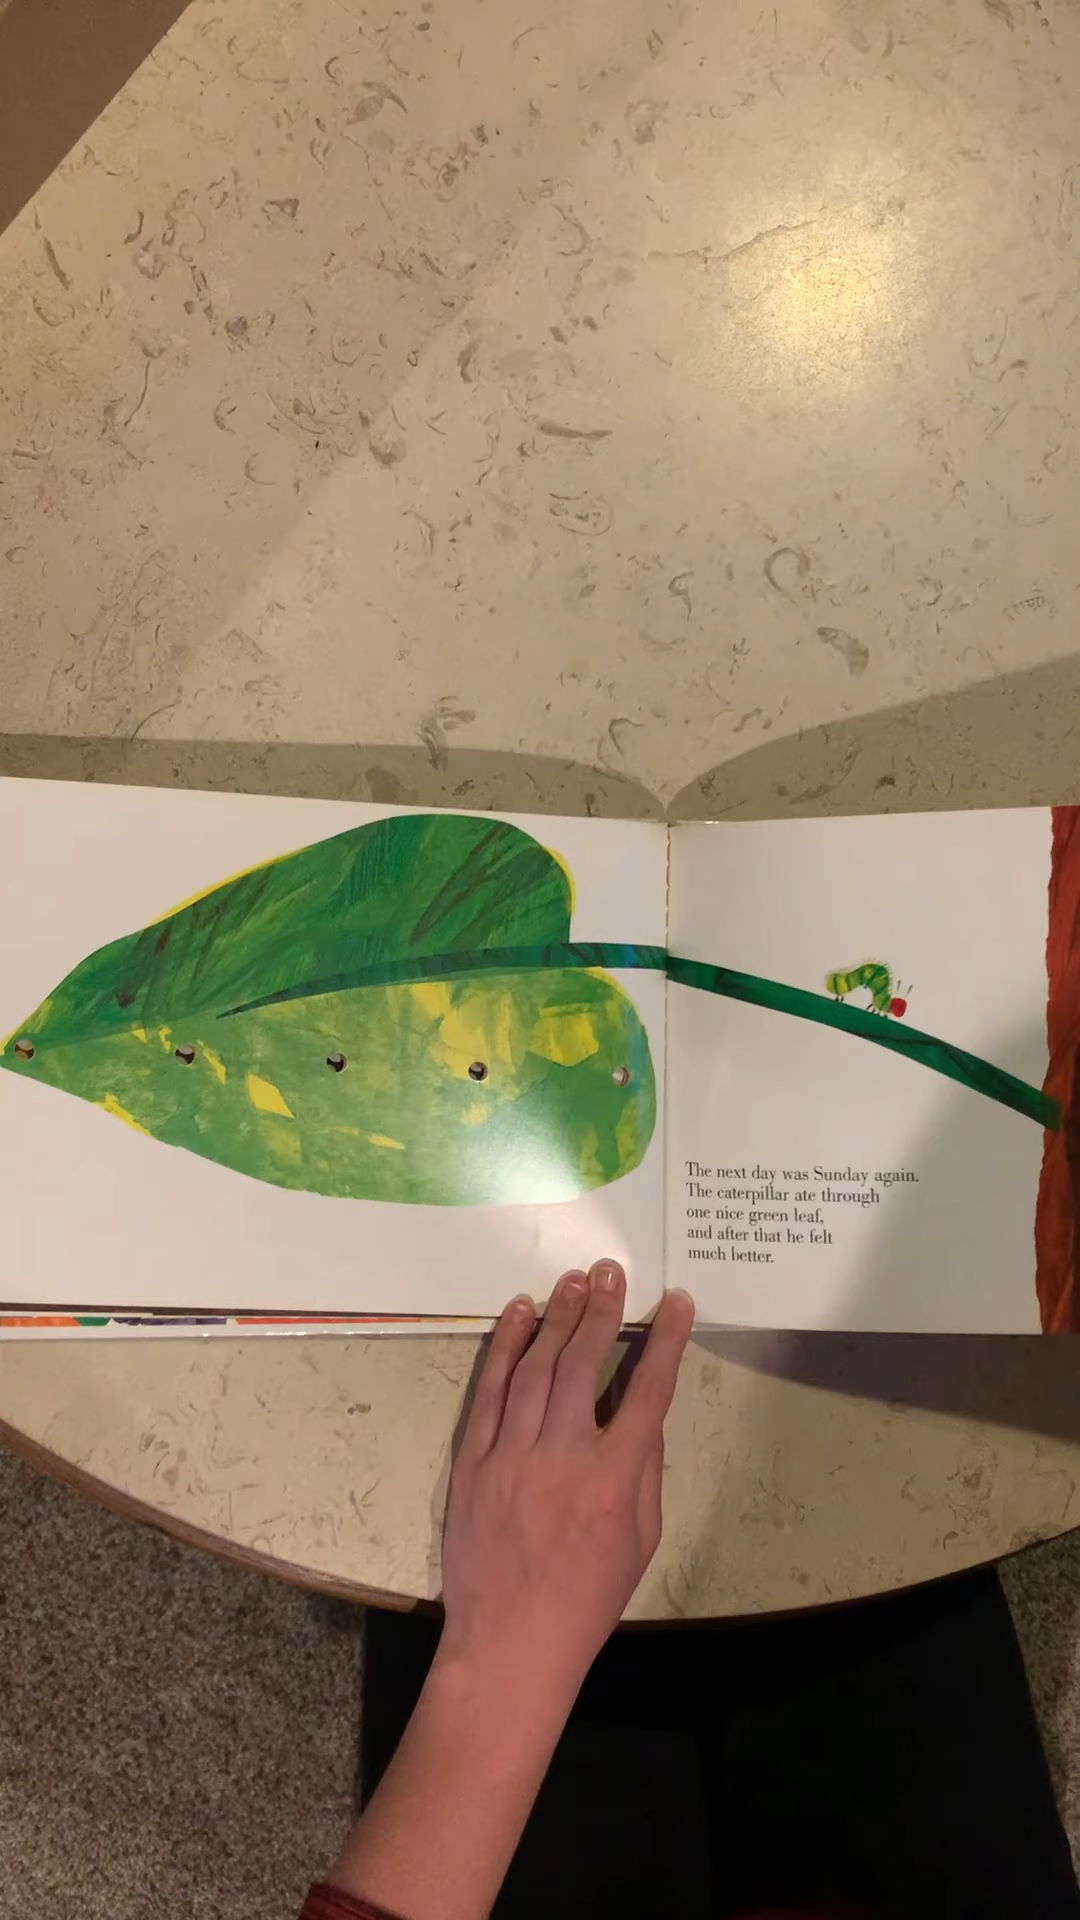 The next day was Sunday again.
The caterpillar ate through
one nice green leaf,
and after that he felt
much better.